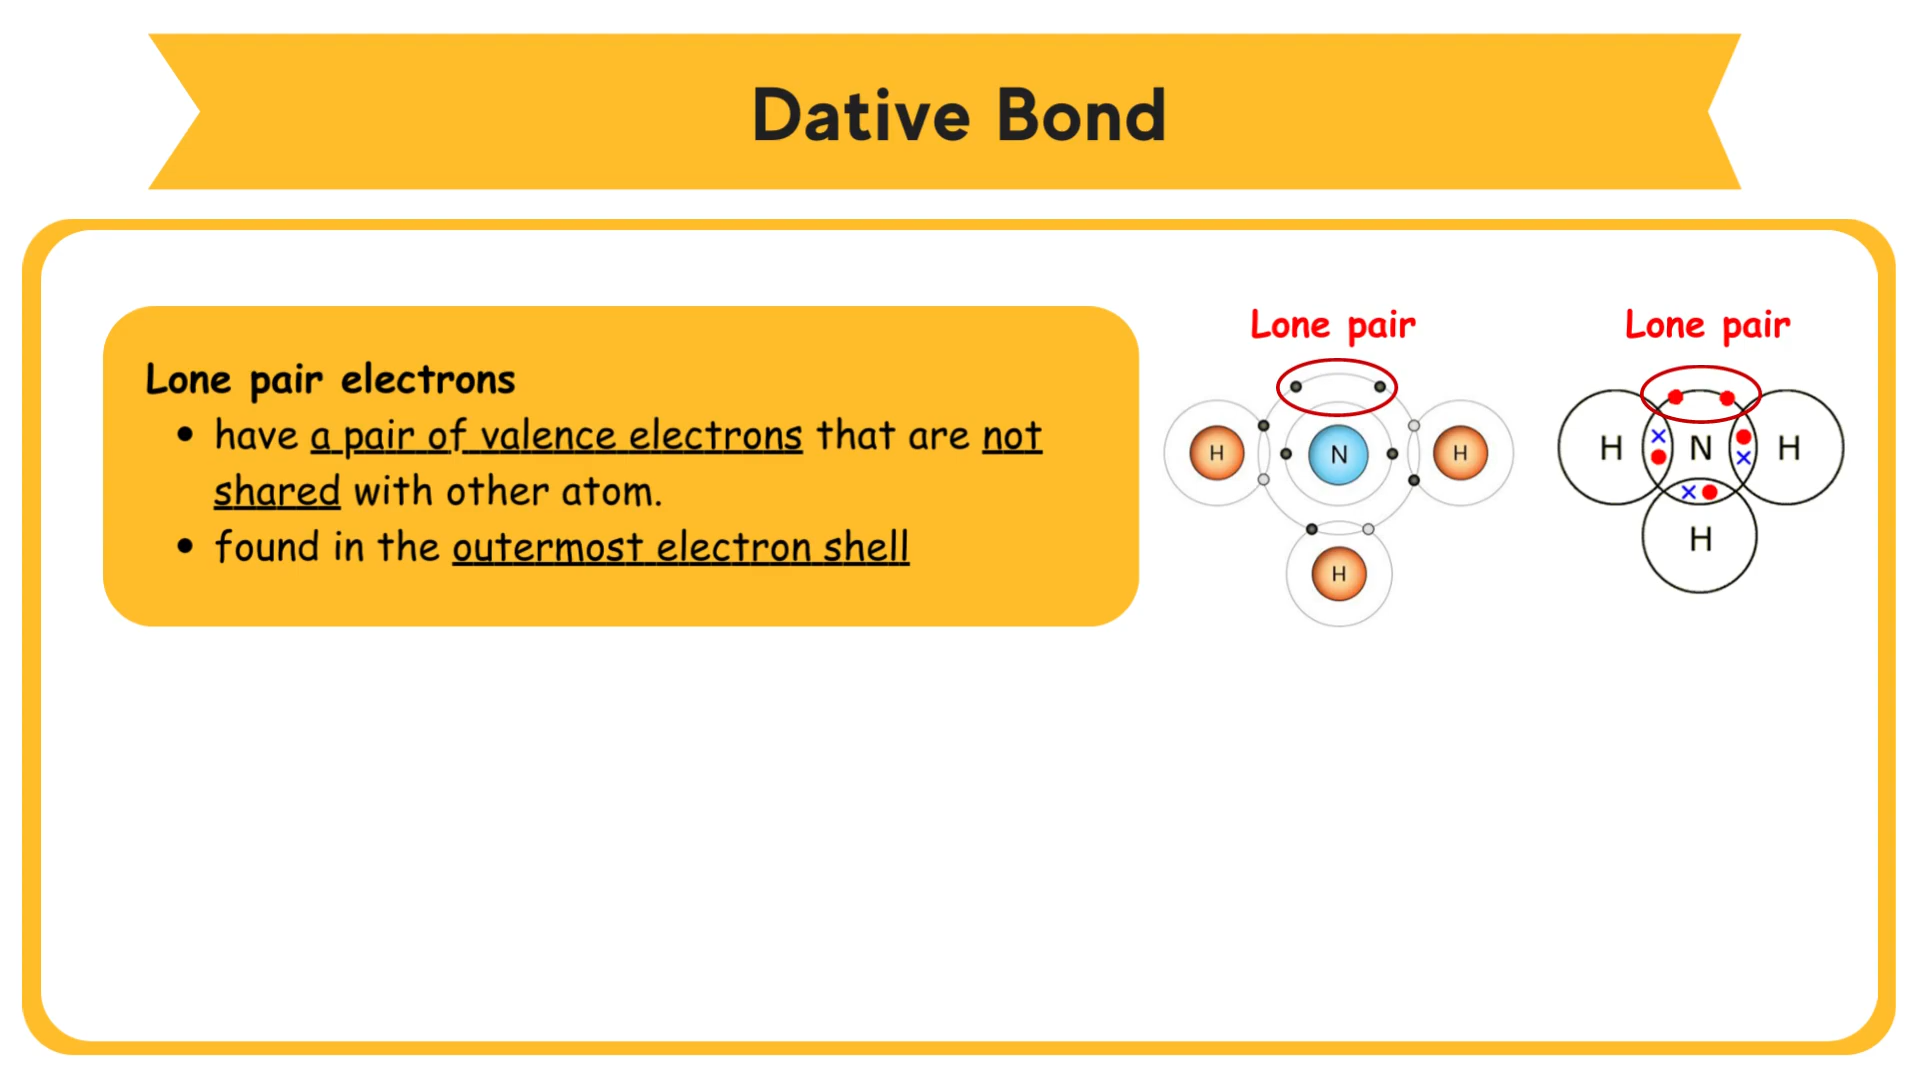 Dative Bond
Lone pair electrons
• have a pair of valence electrons that are not
shared with other atom.
• found in the outermost electron shell
Lone pair
H
N
H
H
Lone pair
H
N
H
H